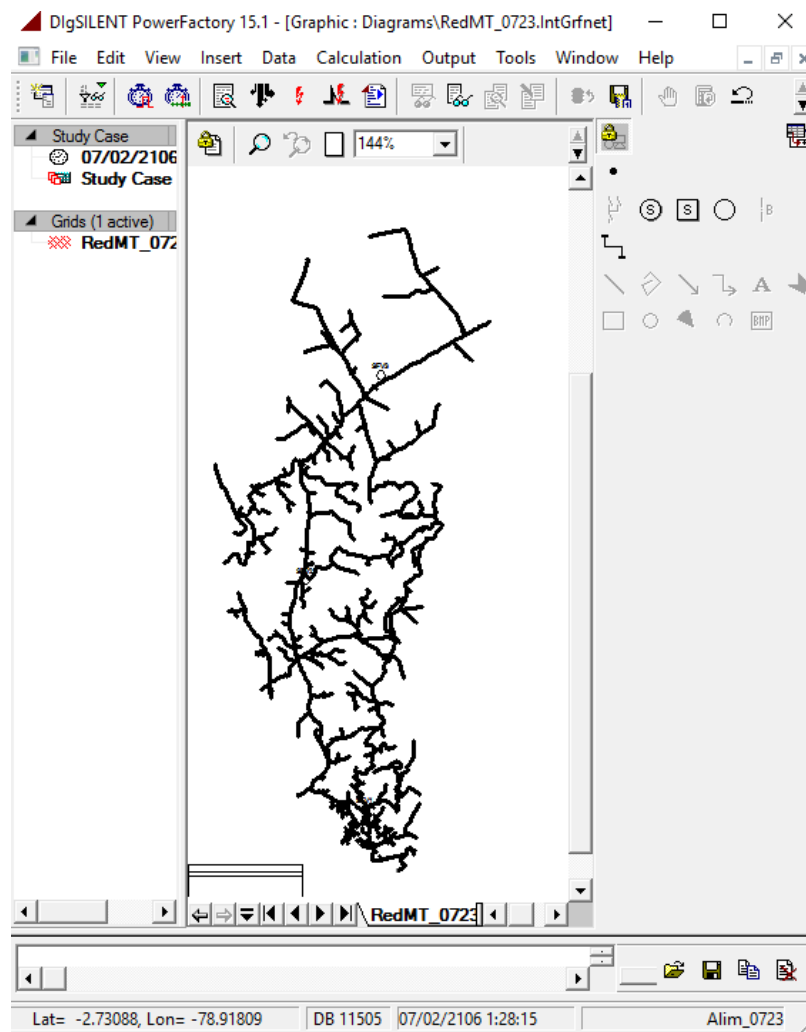 DIgSILENT PowerFactory 15.1 - [Graphic : Diagrams\RedMT_0723.IntGrfnet]
File Edit View Insert Data Calculation Output Tools Window Help
144%
Study Case
07/02/2106
Study Case
Grids (1 active)
RedMT_072
S S B
A
BMP
RedMT_0723
Lat= -2.73088, Lon= -78.91809 DB 11505 07/02/2106 1:28:15 Alim_0723